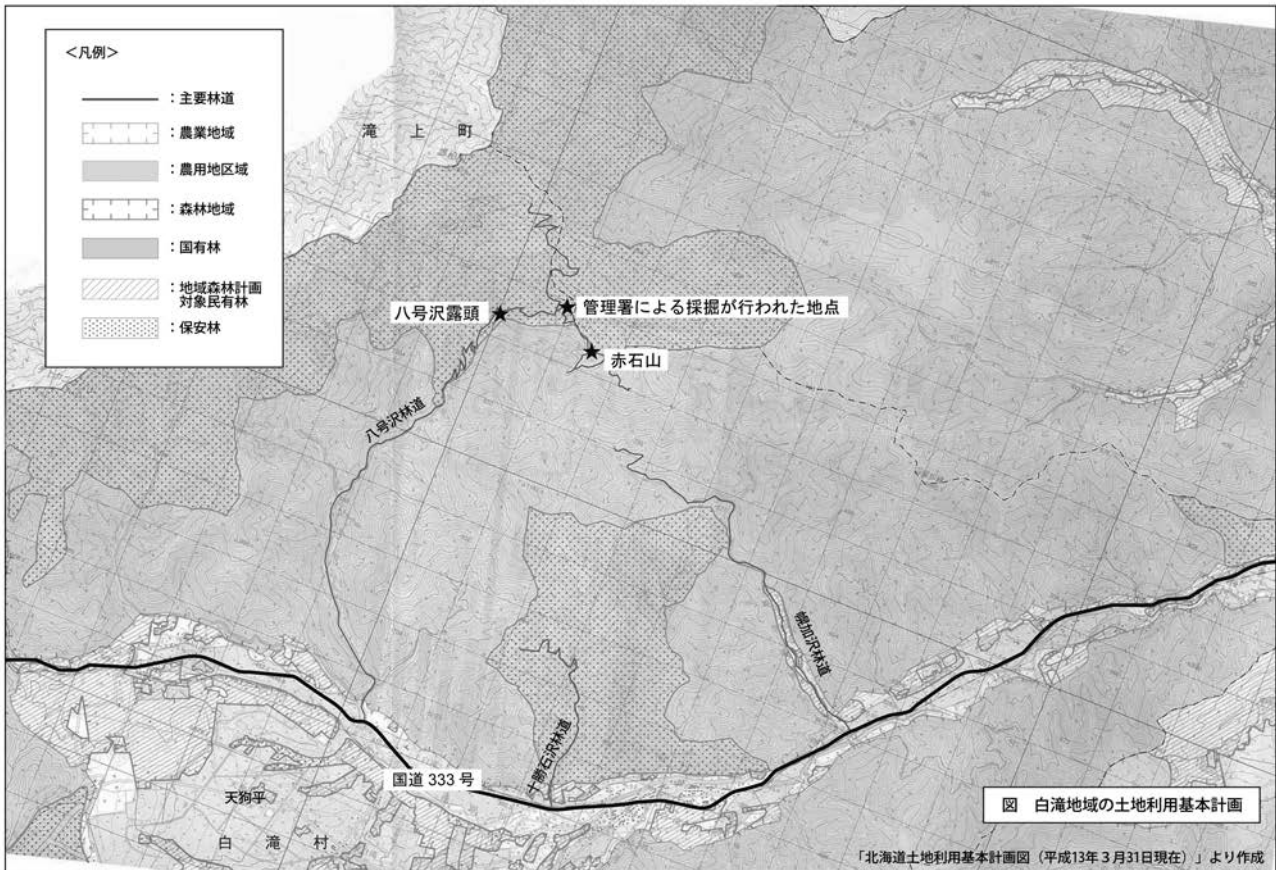 <凡例>
：主要林道
：農業地域
：農用地区域
：森林地域
：国有林
：地域森林計画
対象民有林
：保安林
滝上町
八号沢露頭
管理署による採掘が行われた地点
赤石山
八号沢林道
幌加沢林道
十勝石沢林道
国道 333 号
天狗平
白滝村
図　白滝地域の土地利用基本計画
「北海道土地利用基本計画図（平成13年３月31日現在）」より作成